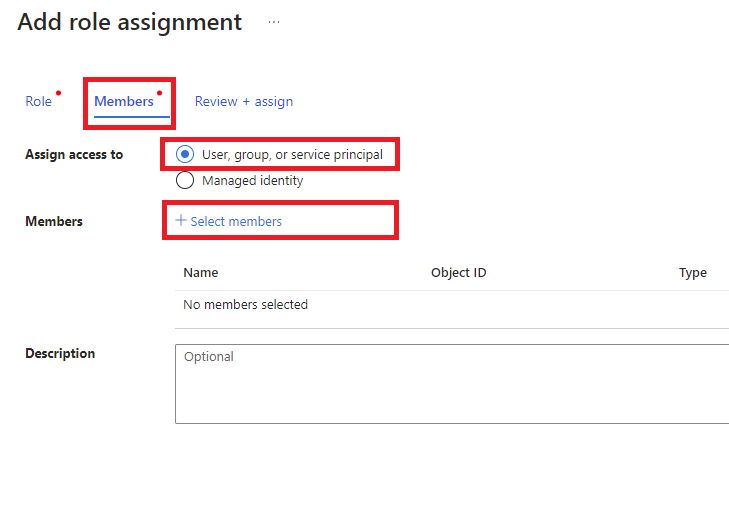 Add role assignment ...
Role Members Review + assign
Assign access to User, group, or service principal
Managed identity
Members + Select members
Name Object ID Type
No members selected
Description Optional